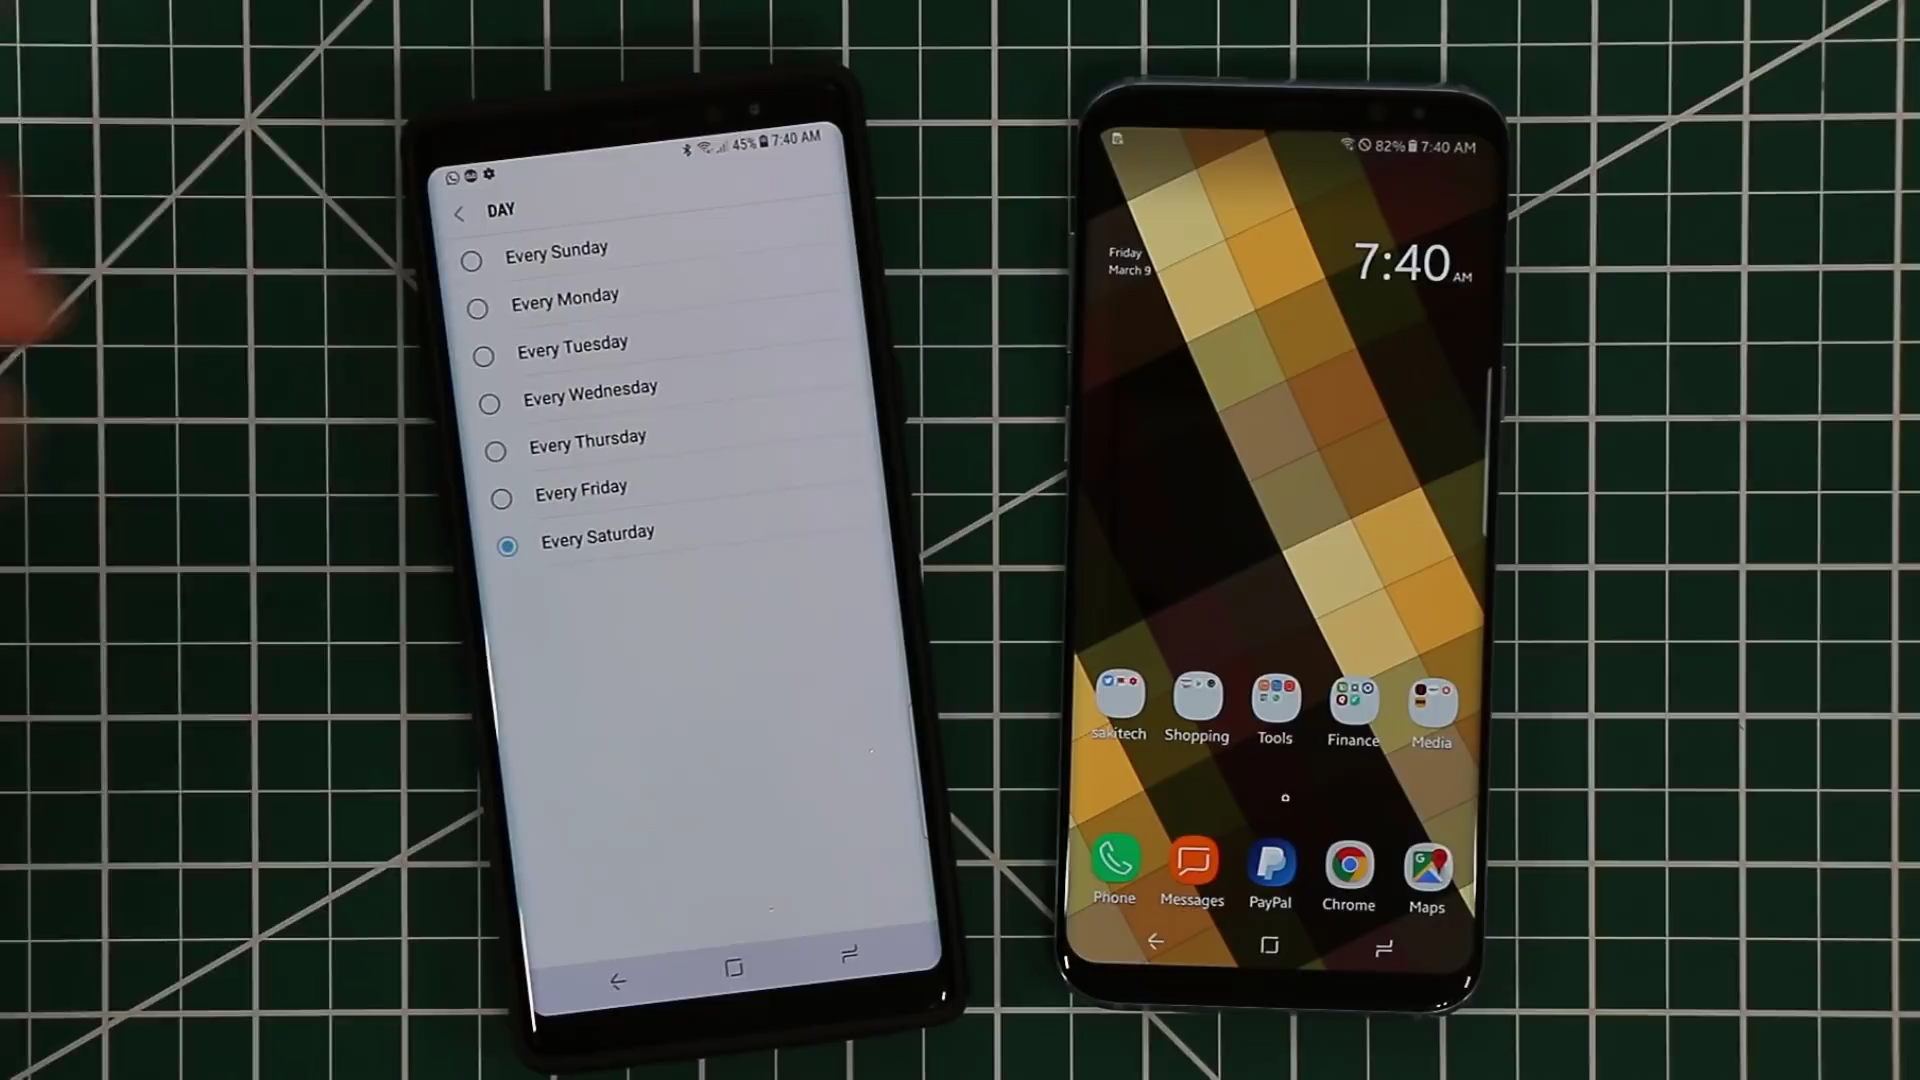 45% 7:40 AM
DAY
Every Sunday
Every Monday
Every Tuesday
Every Wednesday
Every Thursday
Every Friday
Every Saturday
82% 7:40 AM
Friday
March 9
7:40 AM
sakitech
Shopping
Tools
Finance
Media
Phone
Messages
PayPal
Chrome
Maps